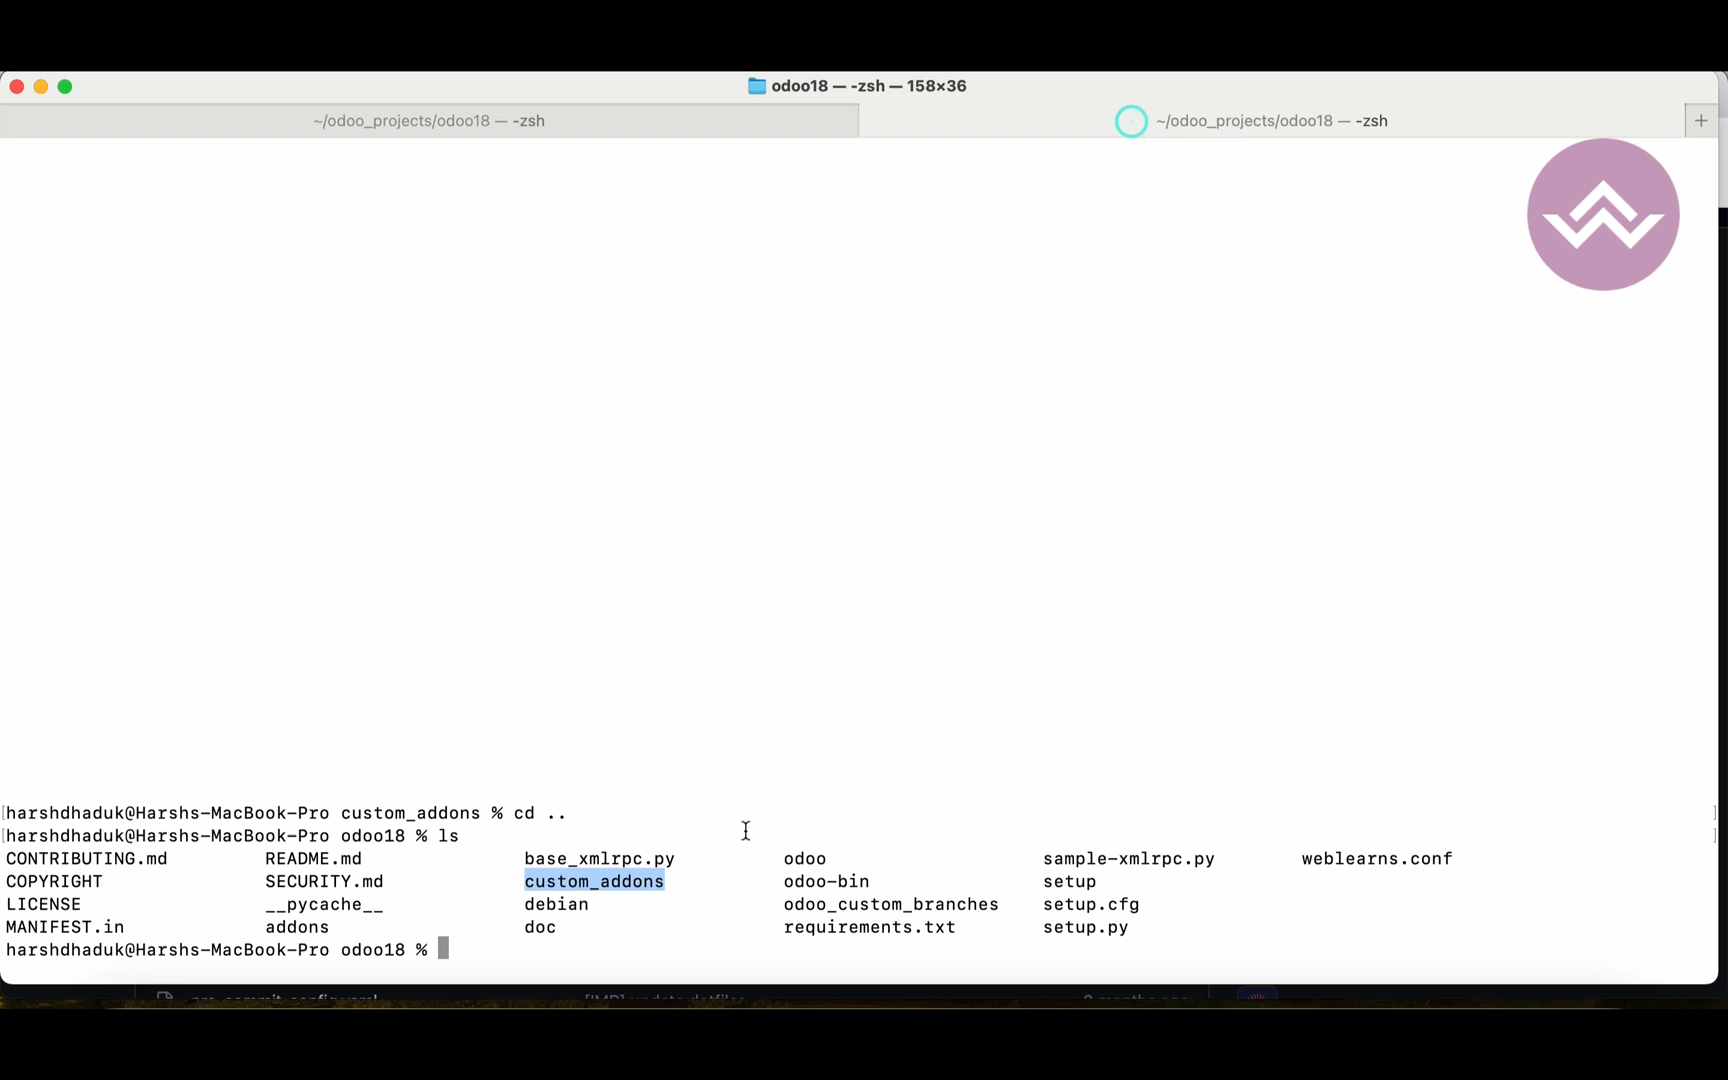 odoo18 — -zsh — 158×36
~/odoo_projects/odoo18 — -zsh
~/odoo_projects/odoo18 — -zsh
harshdhaduk@Harshs-MacBook-Pro custom_addons % cd ..
harshdhaduk@Harshs-MacBook-Pro odoo18 % ls
CONTRIBUTING.md README.md base_xmlrpc.py odoo sample-xmlrpc.py weblearns.conf
COPYRIGHT SECURITY.md custom_addons odoo-bin setup
LICENSE __pycache__ debian odoo_custom_branches setup.cfg
MANIFEST.in addons doc requirements.txt setup.py
harshdhaduk@Harshs-MacBook-Pro odoo18 %